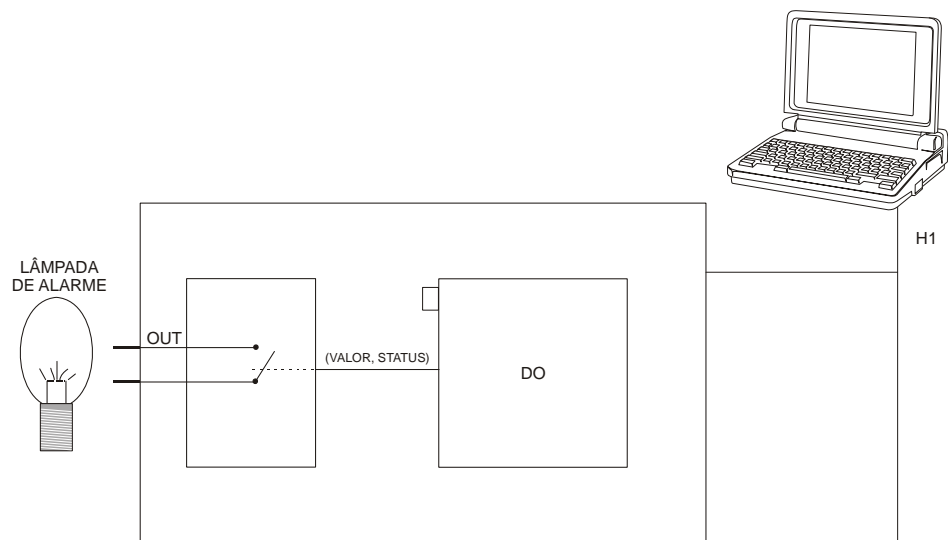 H1
LÂMPADA
DE ALARME
OUT
(VALOR, STATUS)
DO